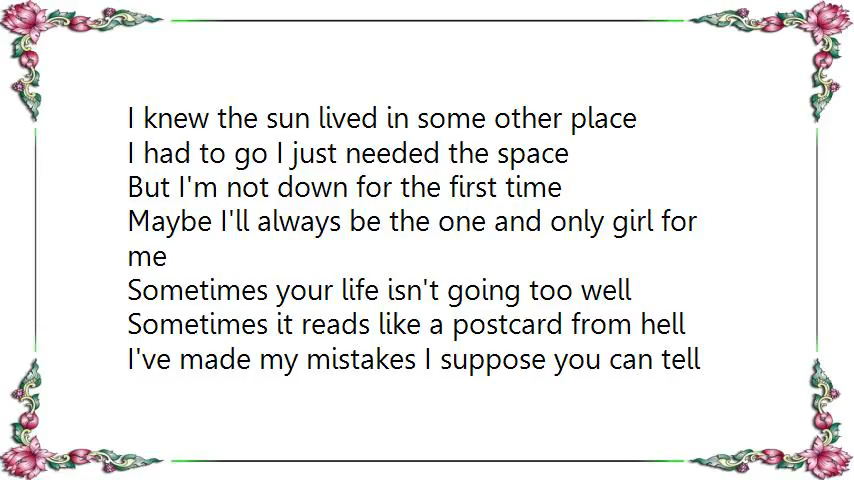 I knew the sun lived in some other place
I had to go I just needed the space
But I'm not down for the first time
Maybe I'll always be the one and only girl for
me
Sometimes your life isn't going too well
Sometimes it reads like a postcard from hell
I've made my mistakes I suppose you can tell